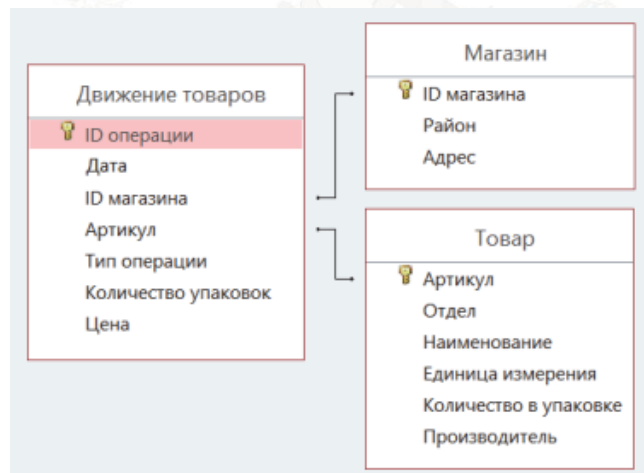 Движение товаров
ID операции
Дата
ID магазина
Артикул
Тип операции
Количество упаковок
Цена
Магазин
ID магазина
Район
Адрес
Товар
Артикул
Отдел
Наименование
Единица измерения
Количество в упаковке
Производитель